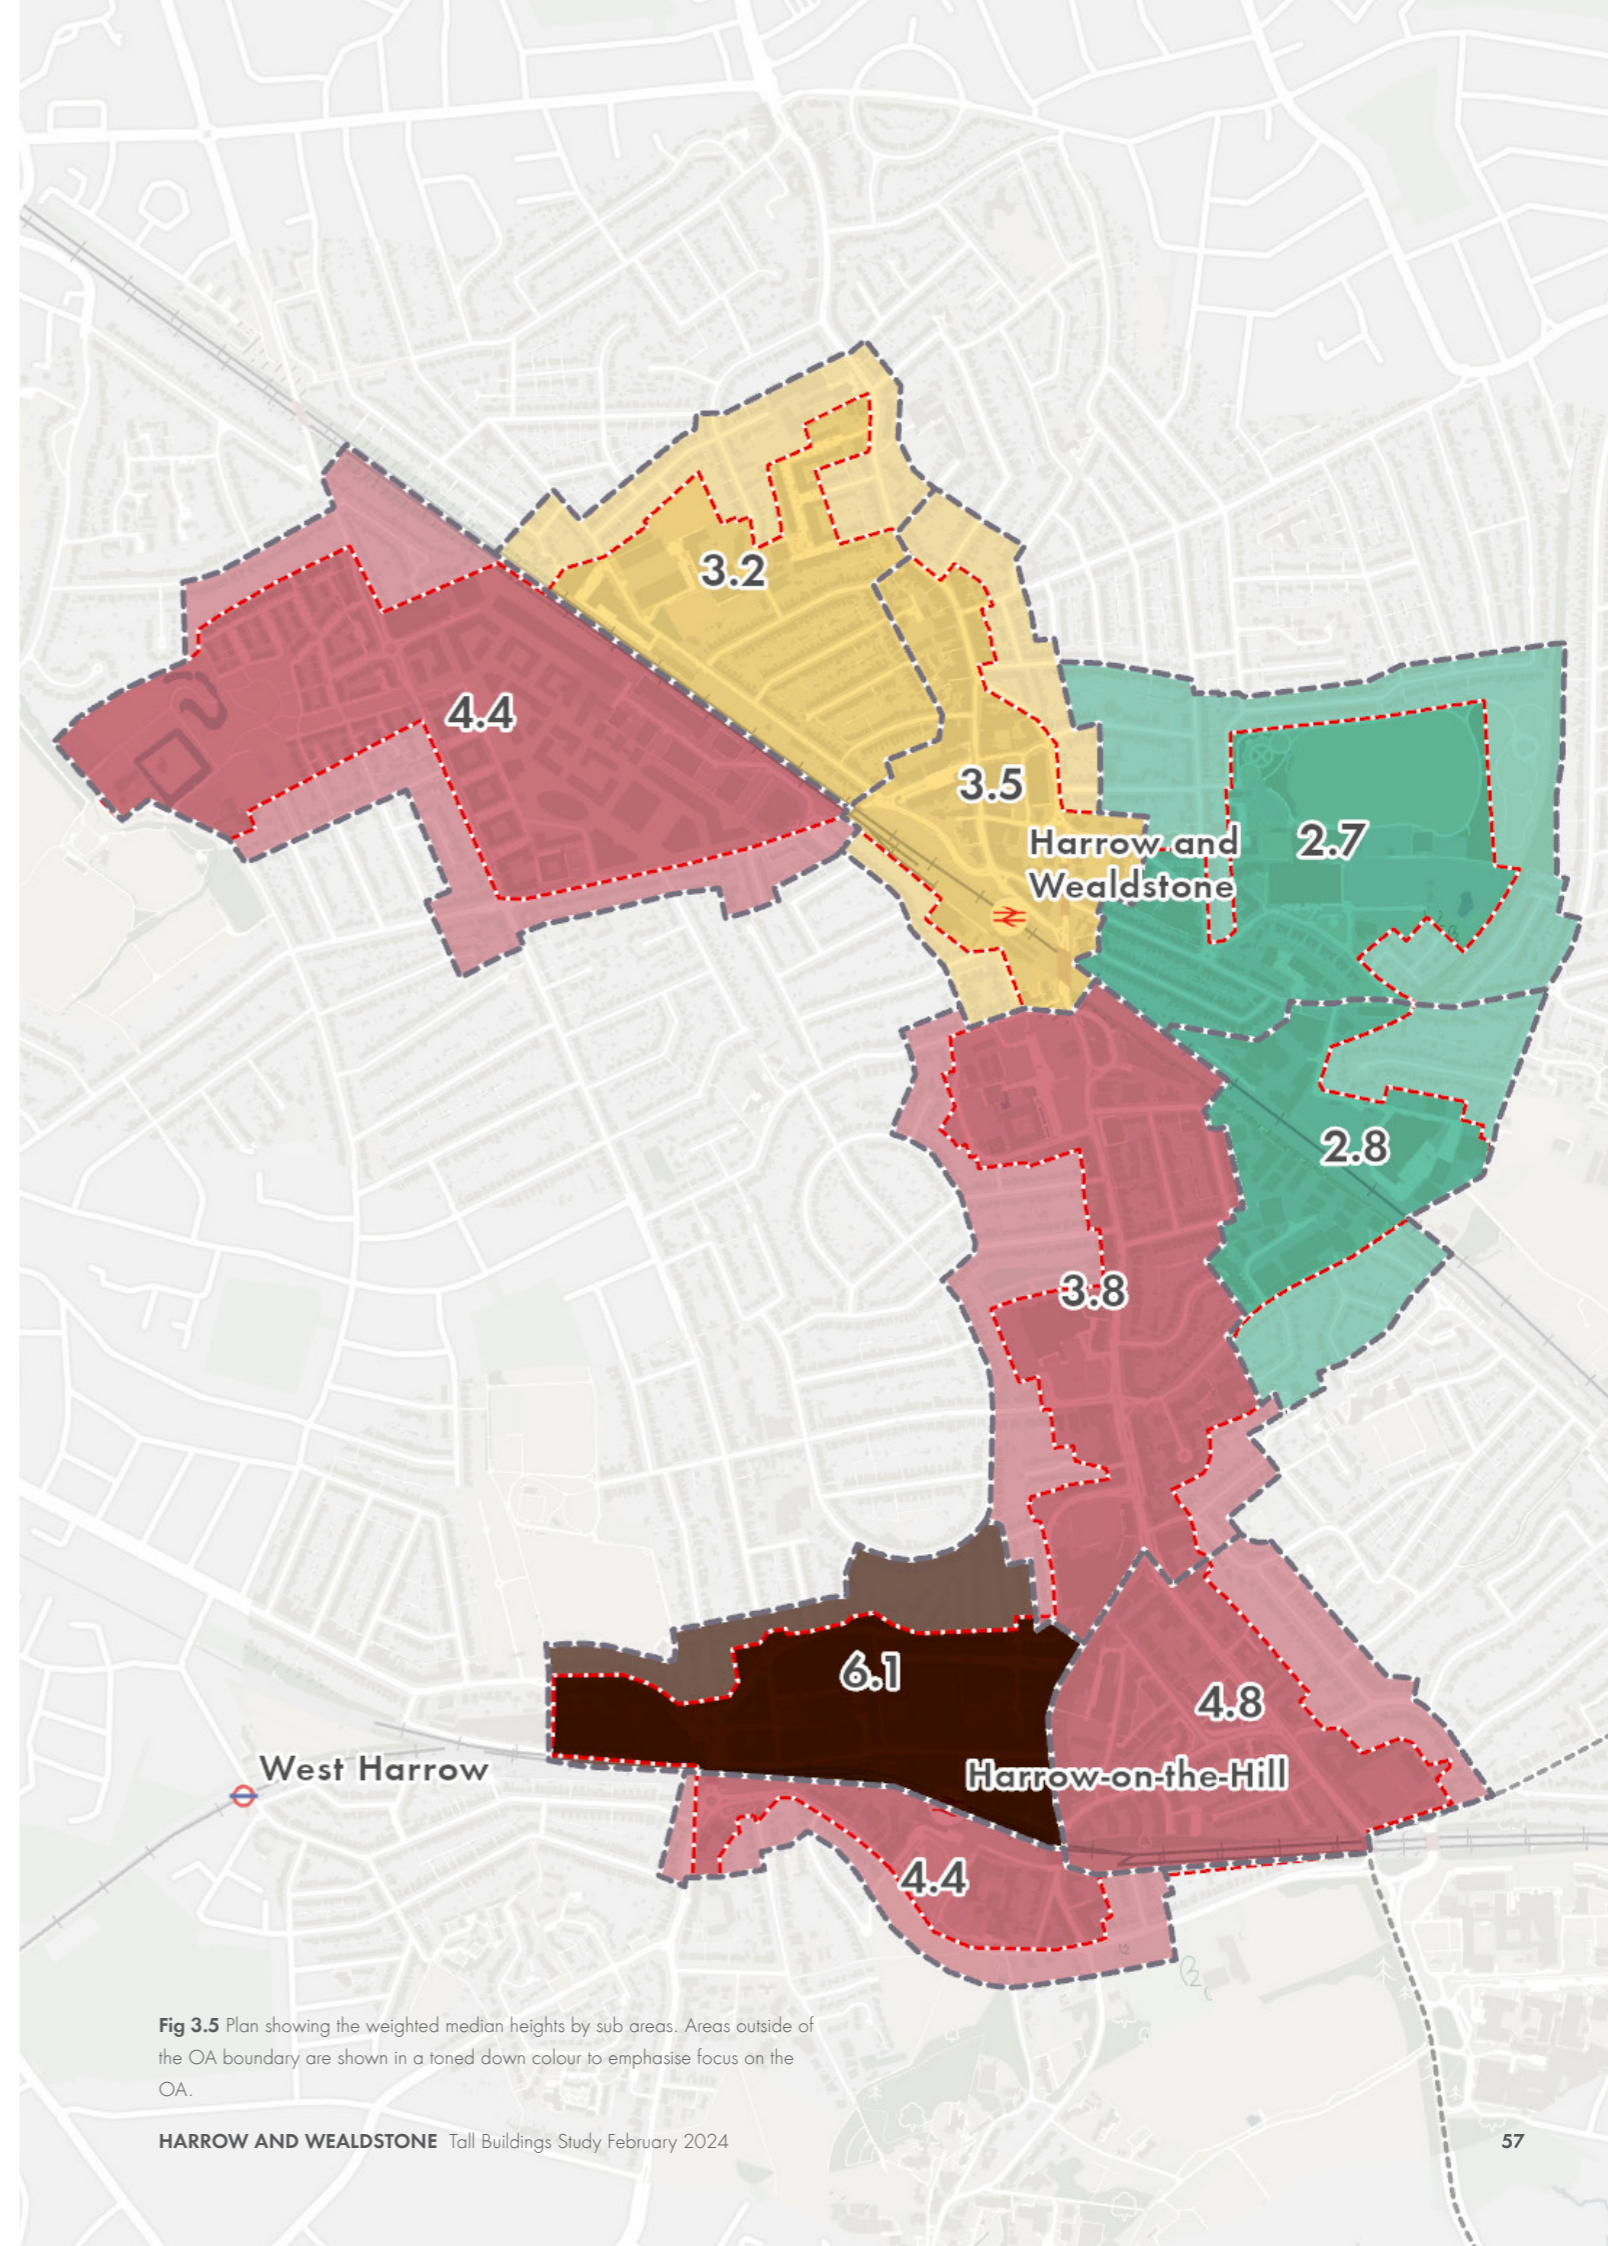 3.2
4.4
3.5
2.7
Harrow and
Wealdstone
2.8
3.8
6.1
4.8
West Harrow
Harrow-on-the-Hill
4.4
Fig 3.5 Plan showing the weighted median heights by sub areas. Areas outside of
the OA boundary are shown in a toned down colour to emphasise focus on the
OA.
HARROW AND WEALDSTONE Tall Buildings Study February 2024
57